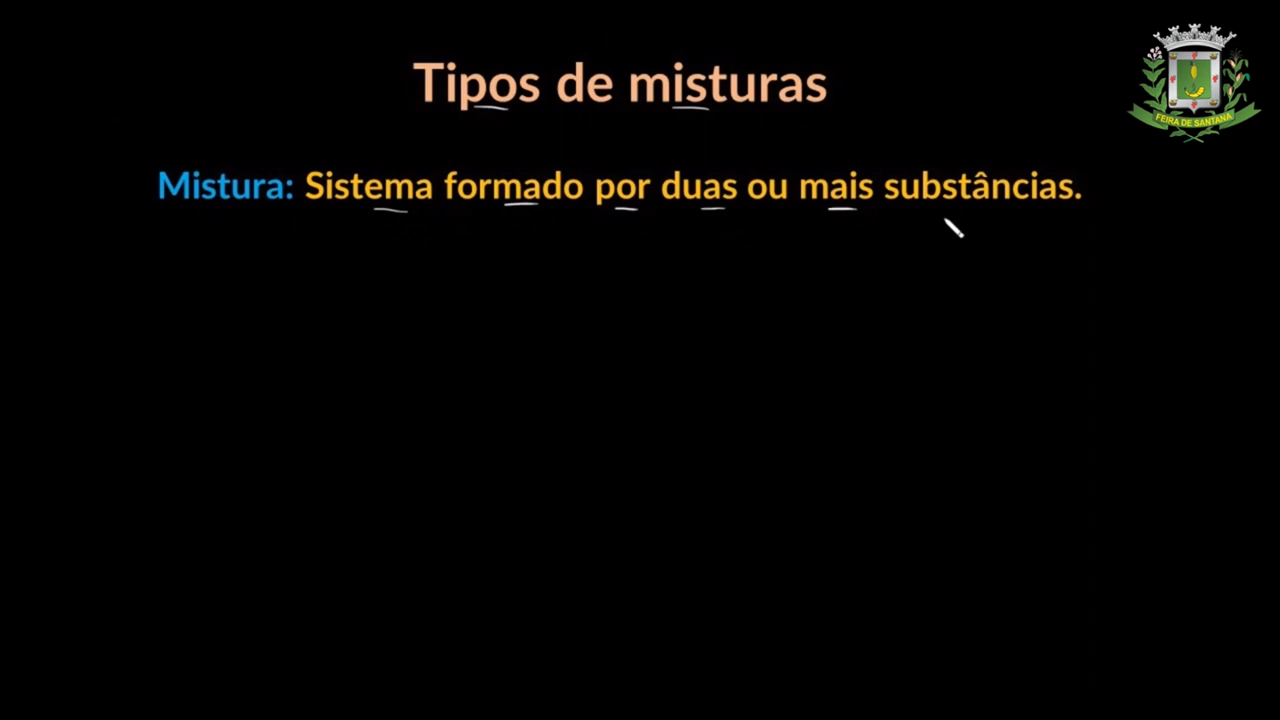 Tipos de misturas
FEIRA DE SANTANA
Mistura: Sistema formado por duas ou mais substâncias.